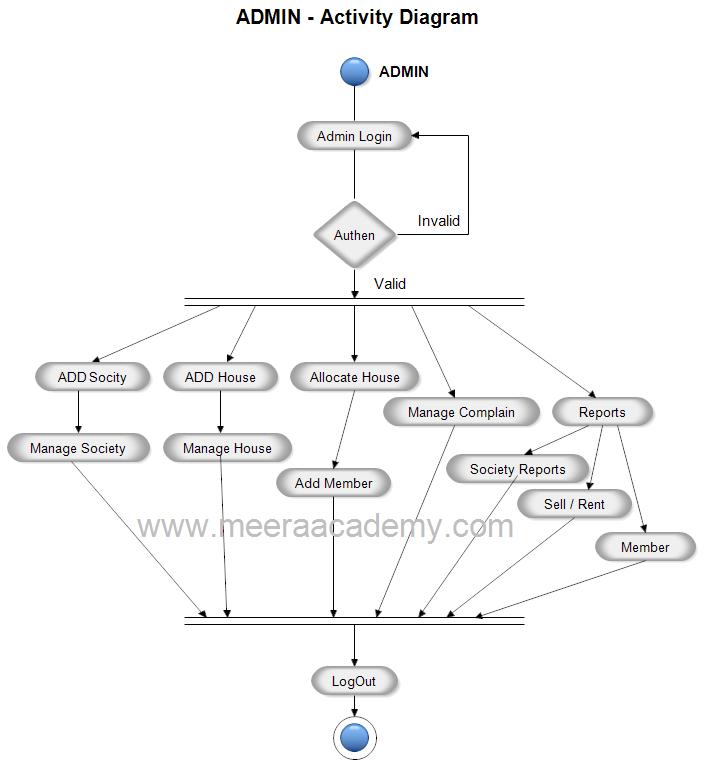 ADMIN - Activity Diagram
ADMIN
Admin Login
Invalid
Authen
Valid
ADD Socity
ADD House
Allocate House
Manage Complain
Reports
Manage Society
Manage House
Society Reports
Add Member
Sell / Rent
www.meeraacademy.com
Member
LogOut